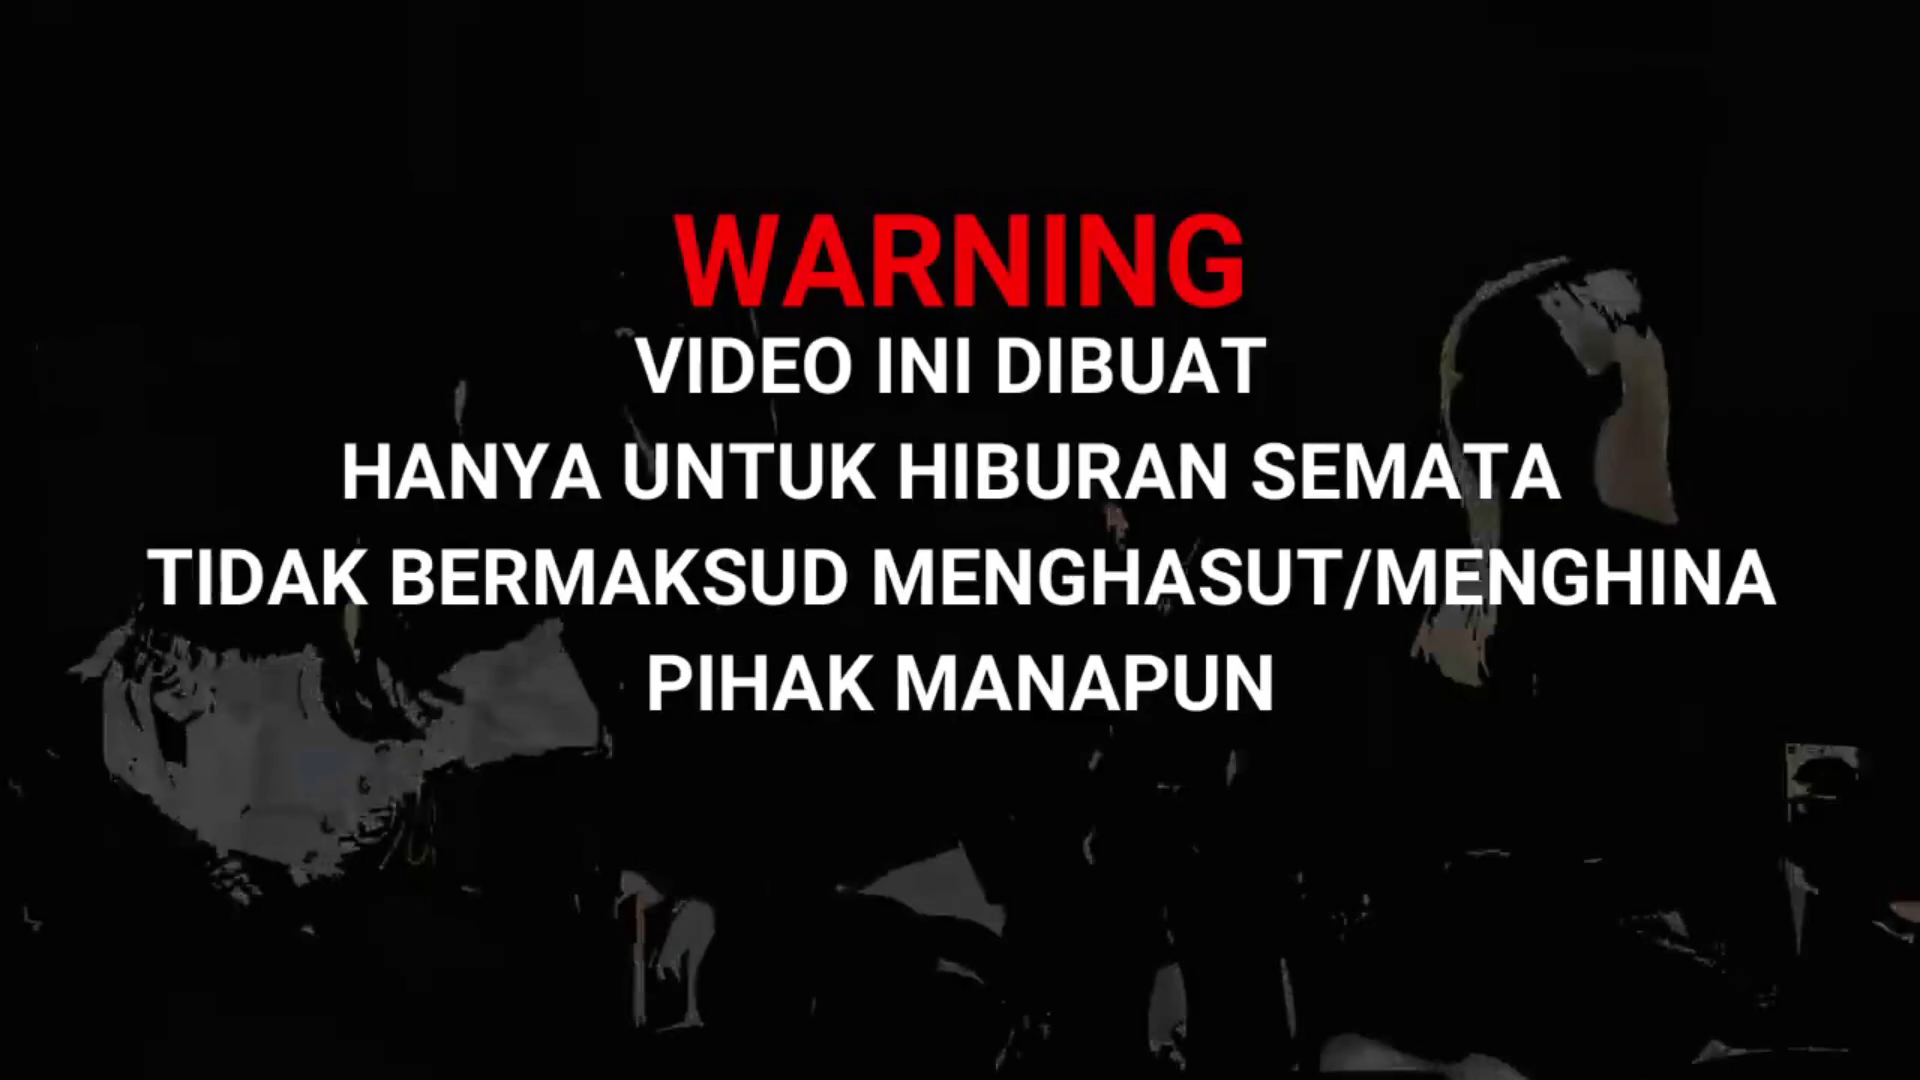 WARNING
VIDEO INI DIBUAT
HANYA UNTUK HIBURAN SEMATA
TIDAK BERMAKSUD MENGHASUT/MENGHINA
PIHAK MANAPUN